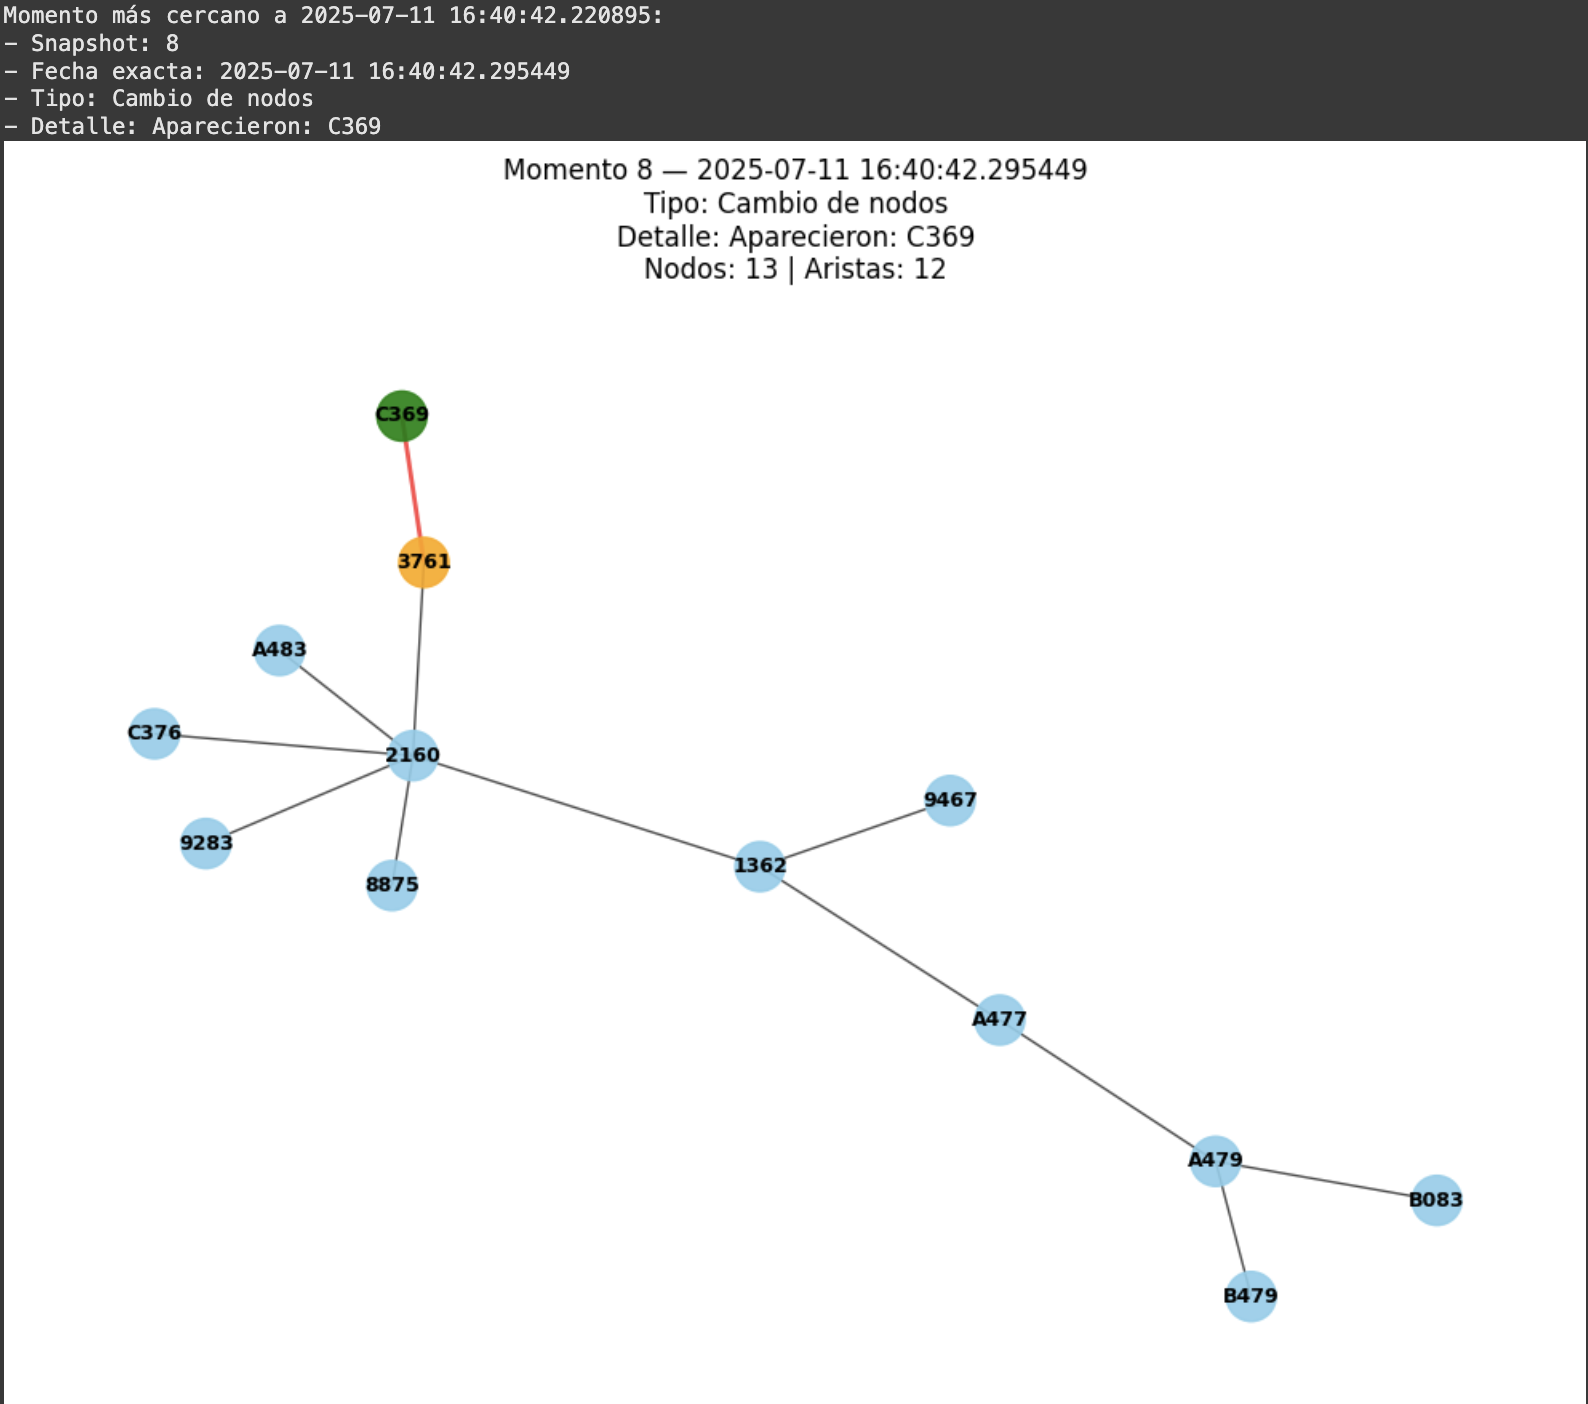 Momento más cercano a 2025-07-11 16:40:42.220895:
- Snapshot: 8
- Fecha exacta: 2025-07-11 16:40:42.295449
- Tipo: Cambio de nodos
- Detalle: Aparecieron: C369
Momento 8 — 2025-07-11 16:40:42.295449
Tipo: Cambio de nodos
Detalle: Aparecieron: C369
Nodos: 13 | Aristas: 12
C369
3761
A483
C376
2160
9283
8875
9467
1362
A477
A479
B083
B479